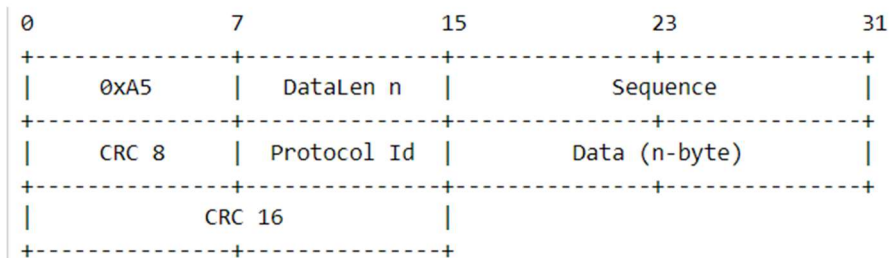 0 7 15 23 31
+---------------+---------------+---------------+---------------+
| 0xA5 | DataLen n | Sequence |
+---------------+---------------+---------------+---------------+
| CRC 8 | Protocol Id | Data (n-byte) |
+---------------+---------------+---------------+---------------+
| CRC 16 |
+---------------+---------------+